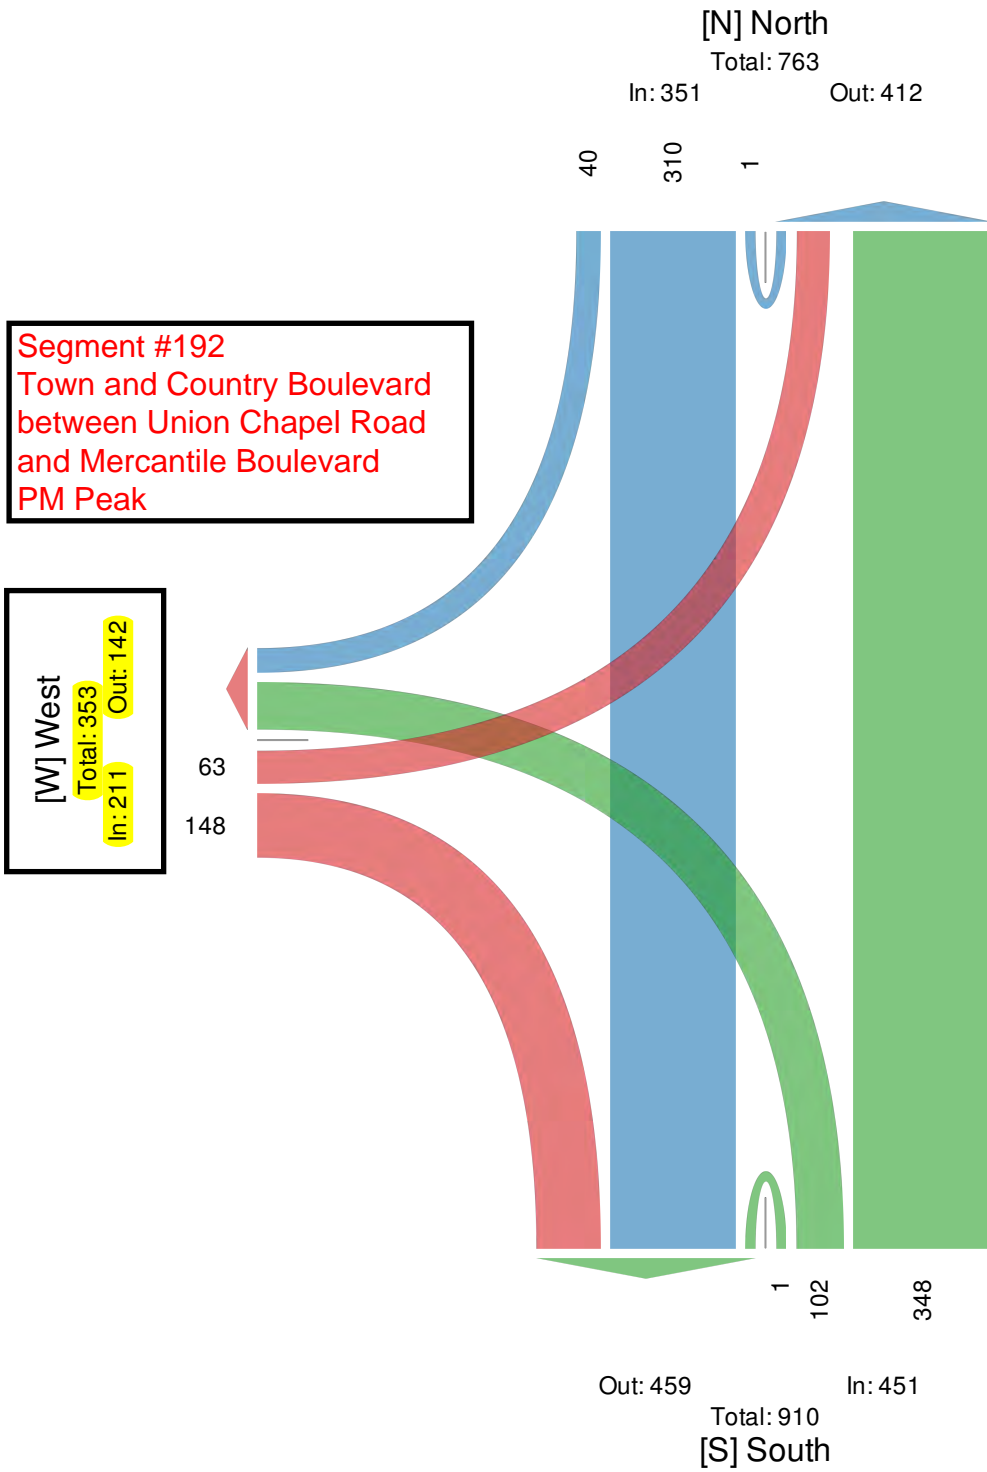 [N] North
Total: 763
In: 351
Out: 412
40
310
1
Segment #192
Town and Country Boulevard
between Union Chapel Road
and Mercantile Boulevard
PM Peak
[W] West
Total: 353
In: 211
Out: 142
63
148
1
102
348
Out: 459
In: 451
Total: 910
[S] South